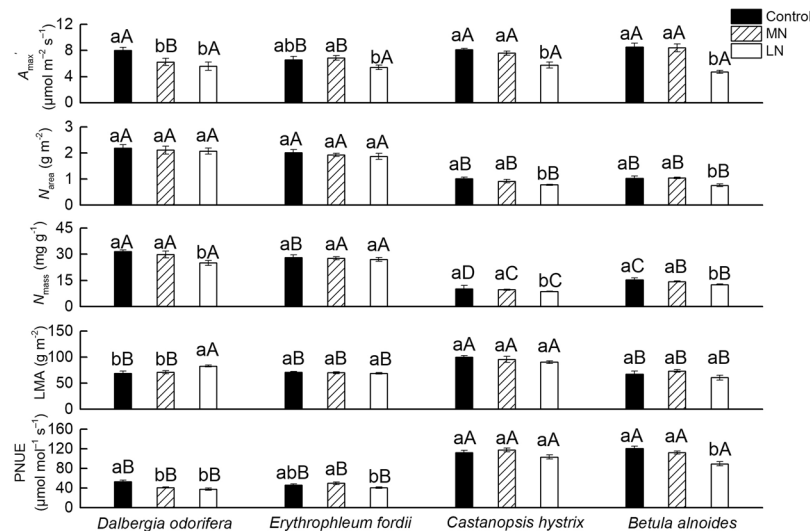 Control
MN
LN
Amax' (μmol m-2 s-1)
12
8
4
0
aA bB bA abB aB bA aA aA bA aA aA bA
Narea (g m-2)
3
2
1
0
aA aA aA aA aA aA aB aB bB aB aB bB
Nmass (mg g-1)
45
30
15
0
aA aA bA aB aA aA aD aC bC aC aB bB
LMA (g m-2)
150
100
50
0
bB bB aA aB aB aB aA aA aA aB aB aB
PNUE (μmol mol-1 s-1)
160
120
80
40
0
aB bB bB abB aB bB aA aA aA aA aA bA
Dalbergia odorifera Erythrophleum fordii Castanopsis hystrix Betula alnoides